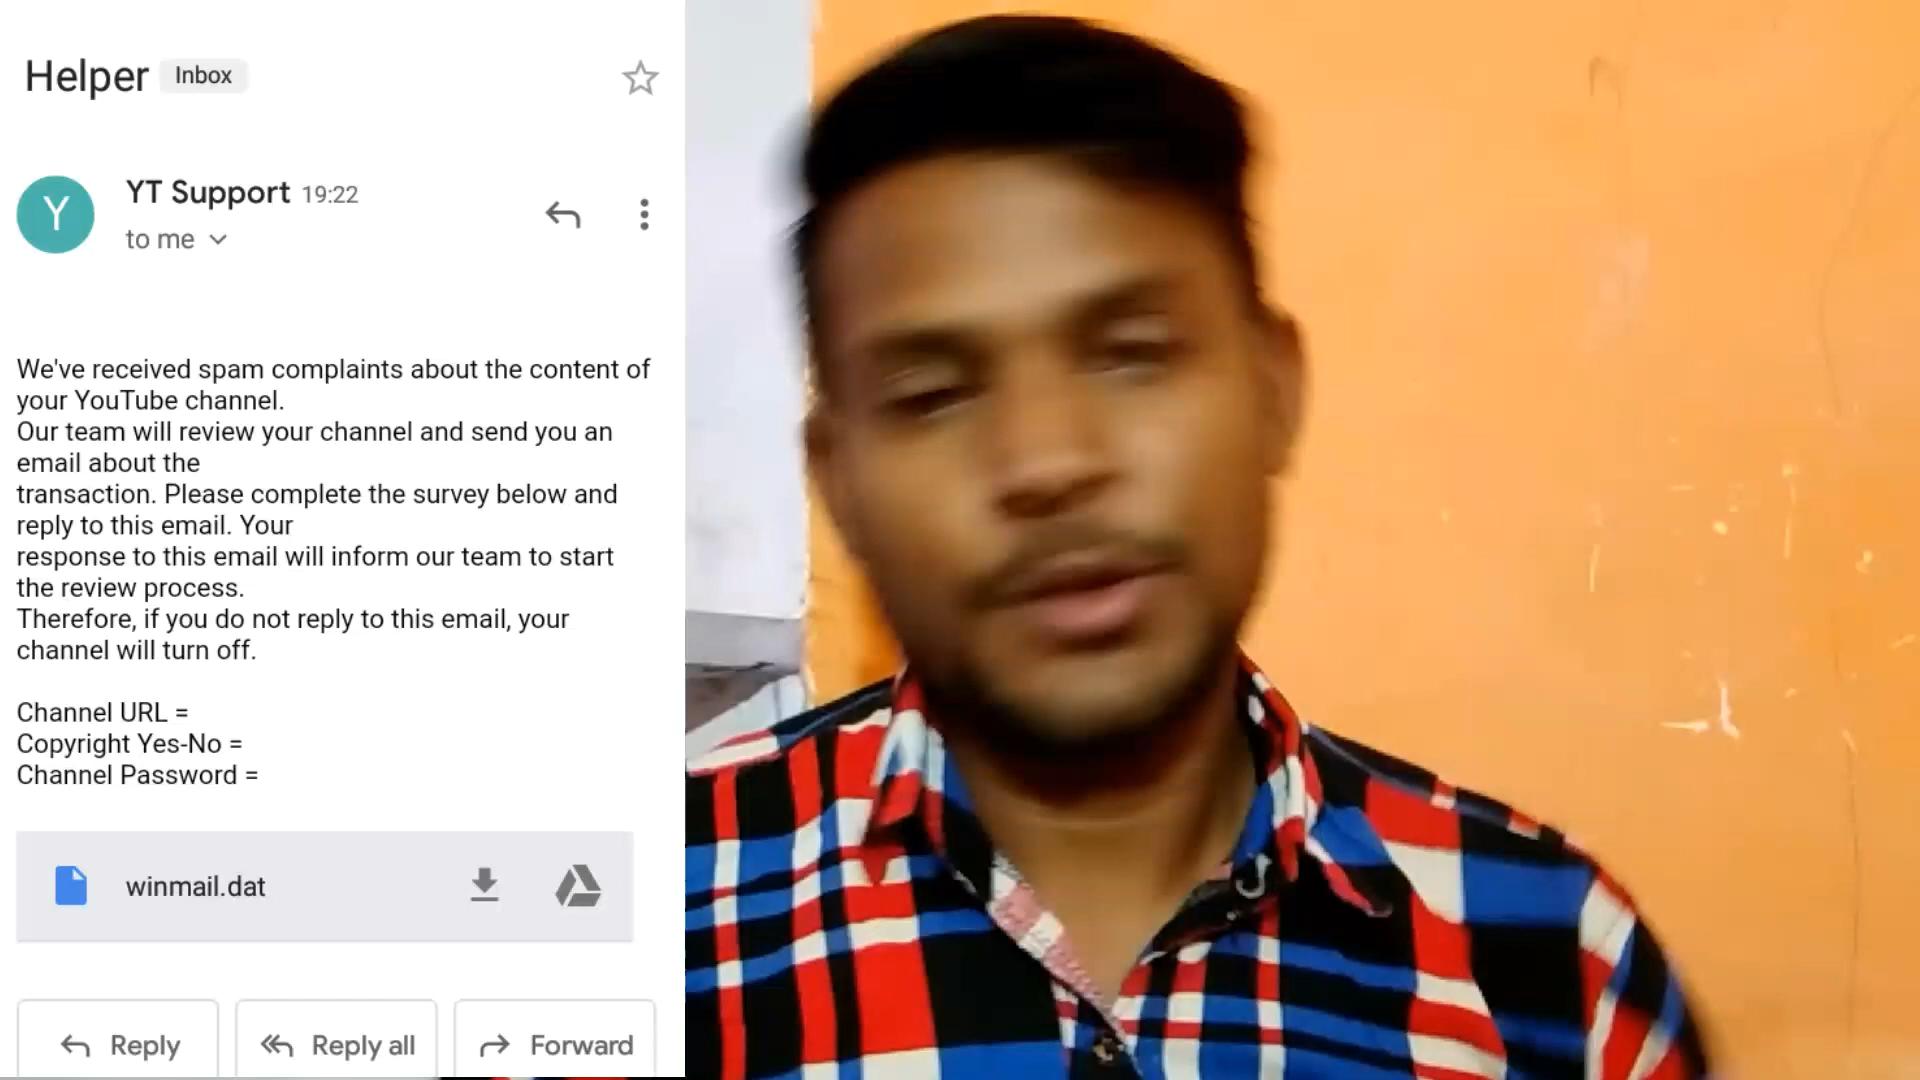 Helper Inbox
Y
YT Support 19:22
to me
We've received spam complaints about the content of
your YouTube channel.
Our team will review your channel and send you an
email about the
transaction. Please complete the survey below and
reply to this email. Your
response to this email will inform our team to start
the review process.
Therefore, if you do not reply to this email, your
channel will turn off.
Channel URL =
Copyright Yes-No =
Channel Password =
winmail.dat
Reply Reply all Forward